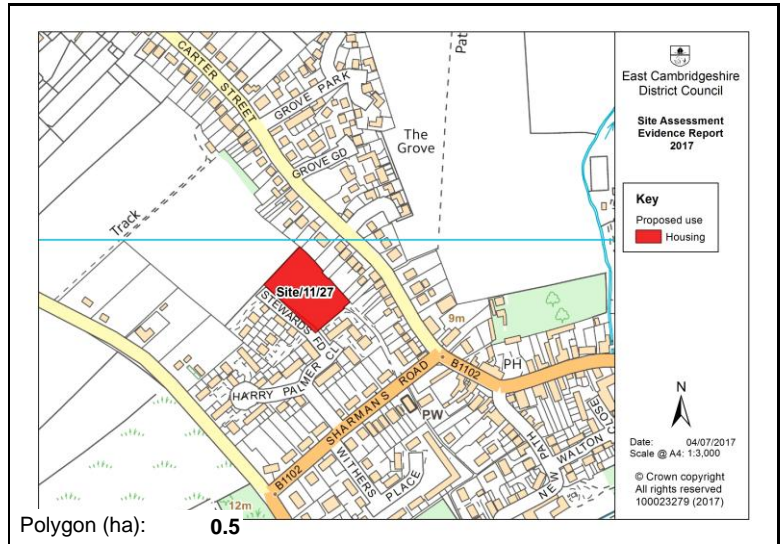 CARTER STREET
GROVE PARK
Pat
The
Grove
GROVE GD
Track
Site/11/27
STEWARDS FD
9m
HARRY PALMER CL
SHARMANS ROAD
B1102
PH
PW
WITHERS
PLACE
NEW PATH
WALTON CLOSE
B1102
12m
East Cambridgeshire
District Council
Site Assessment
Evidence Report
2017
Key
Proposed use
Housing
N
Date: 04/07/2017
Scale @ A4: 1:3,000
© Crown copyright
All rights reserved
100023279 (2017)
Polygon (ha): 0.5